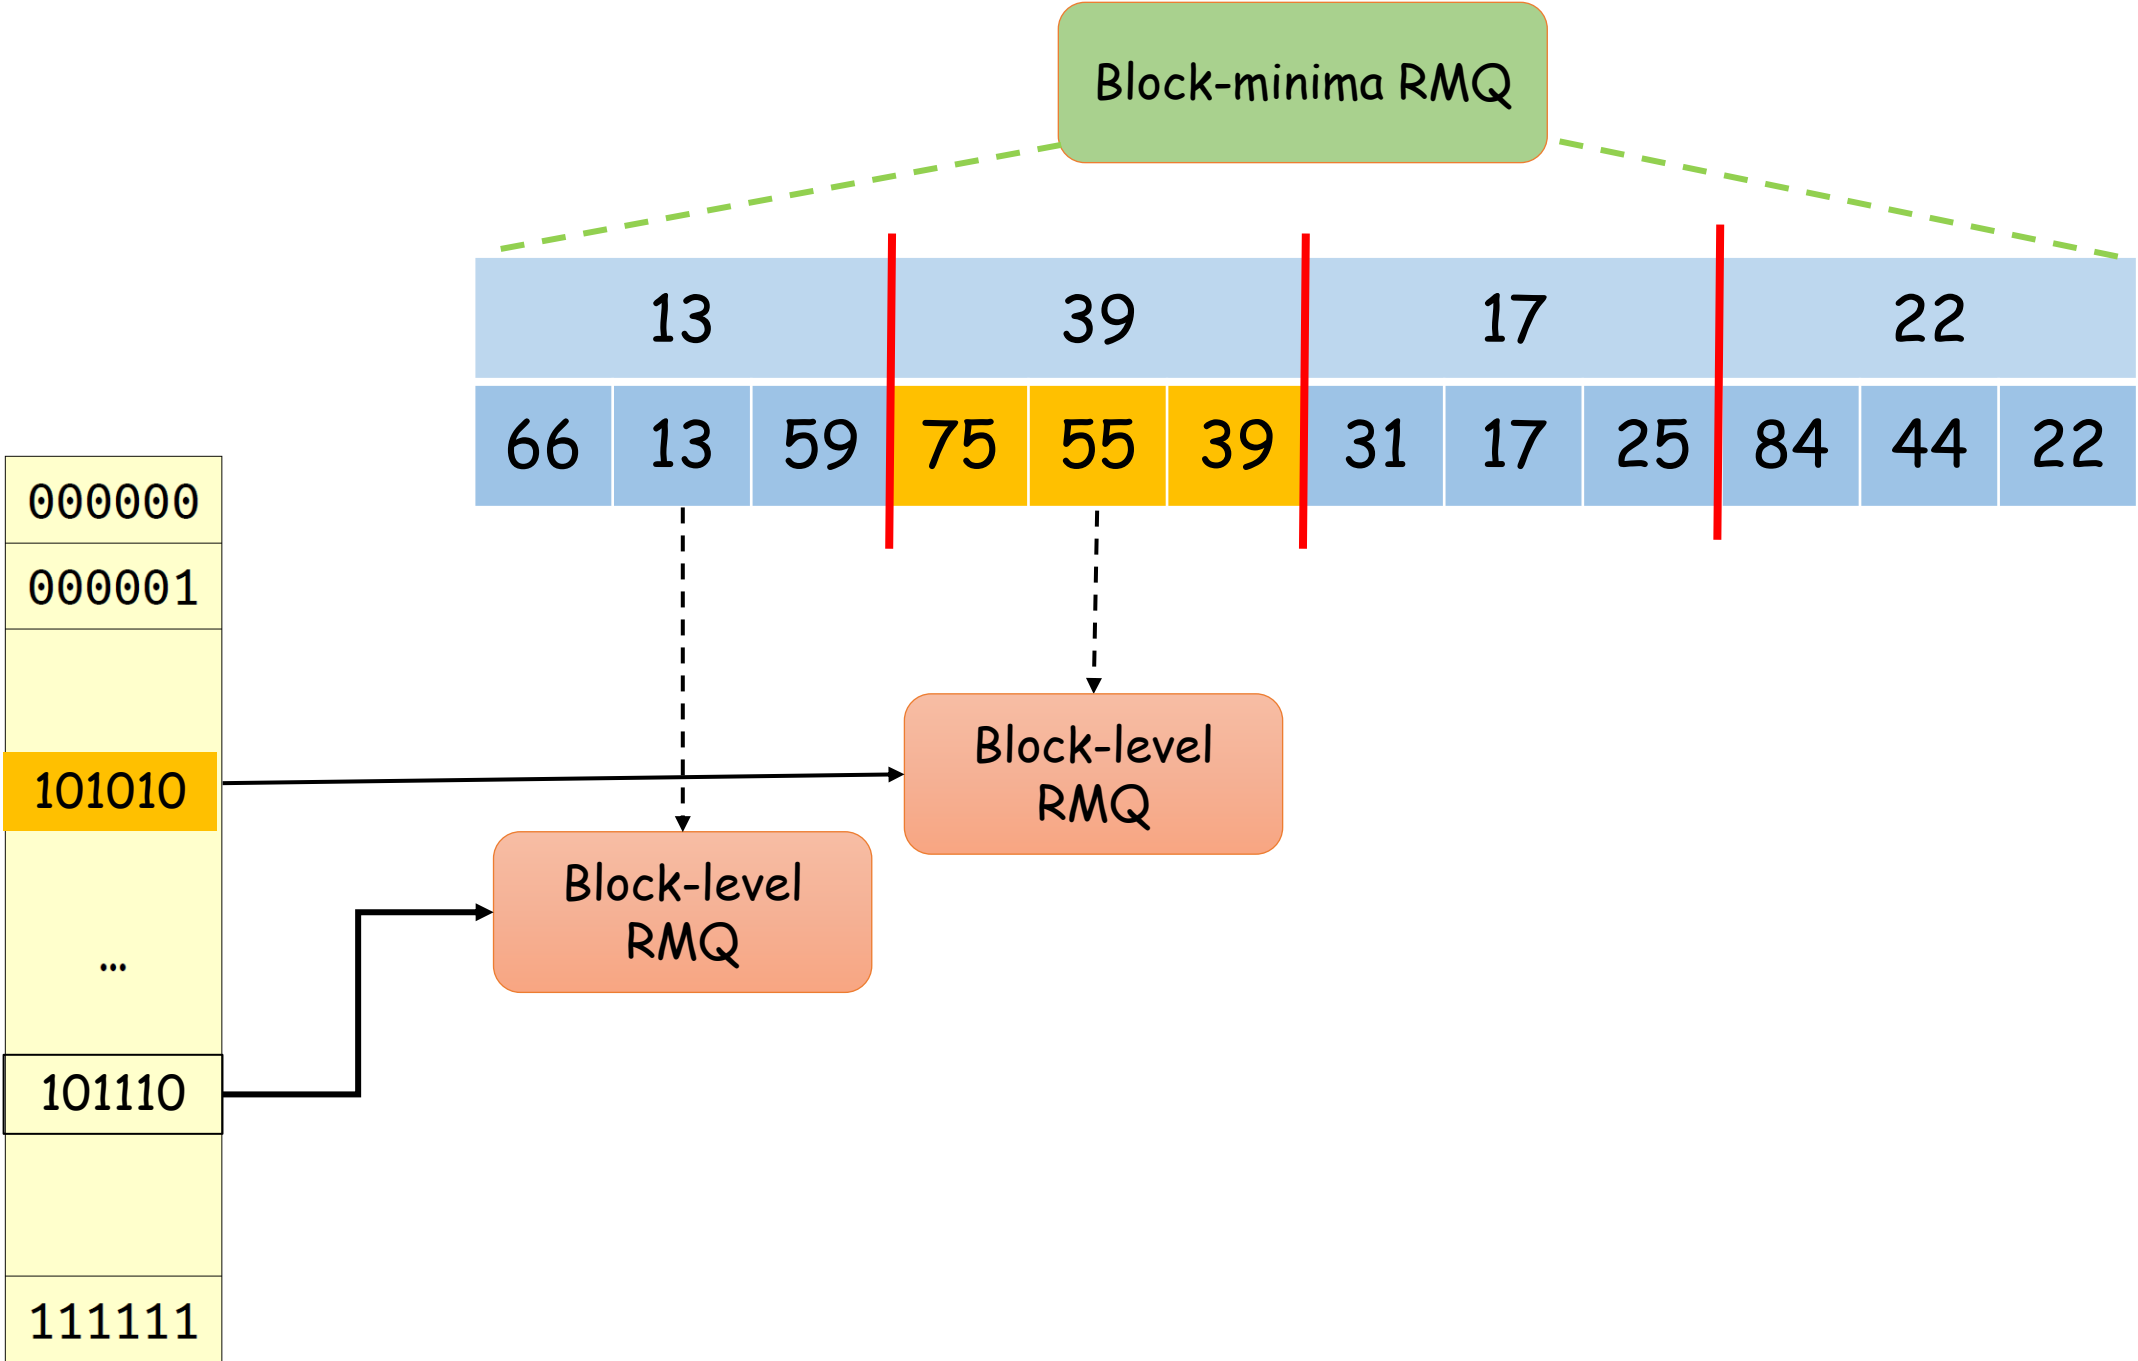 Block-minima RMQ
13 39 17 22
66 13 59 75 55 39 31 17 25 84 44 22
000000
000001
101010
...
101110
111111
Block-level
RMQ
Block-level
RMQ